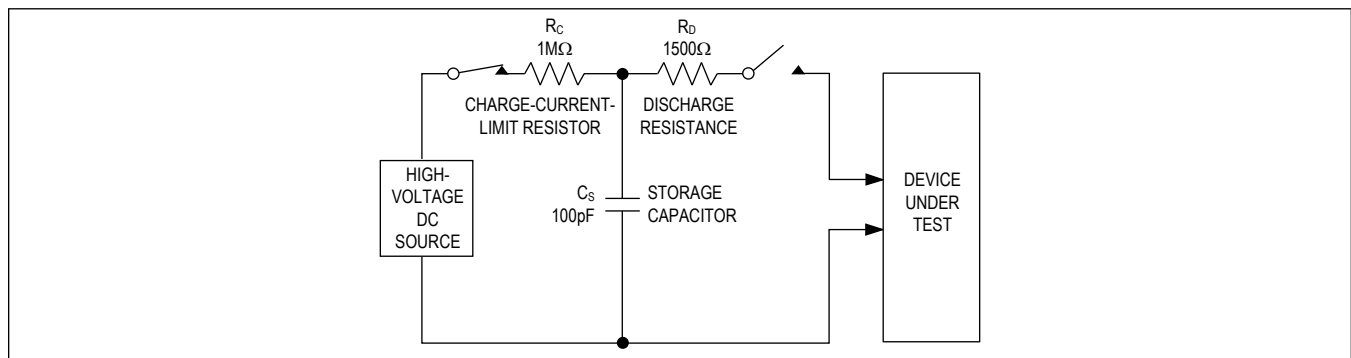 RC
1MΩ
RD
1500Ω
CHARGE-CURRENT-
LIMIT RESISTOR
DISCHARGE
RESISTANCE
HIGH-
VOLTAGE
DC
SOURCE
CS
100pF
STORAGE
CAPACITOR
DEVICE
UNDER
TEST